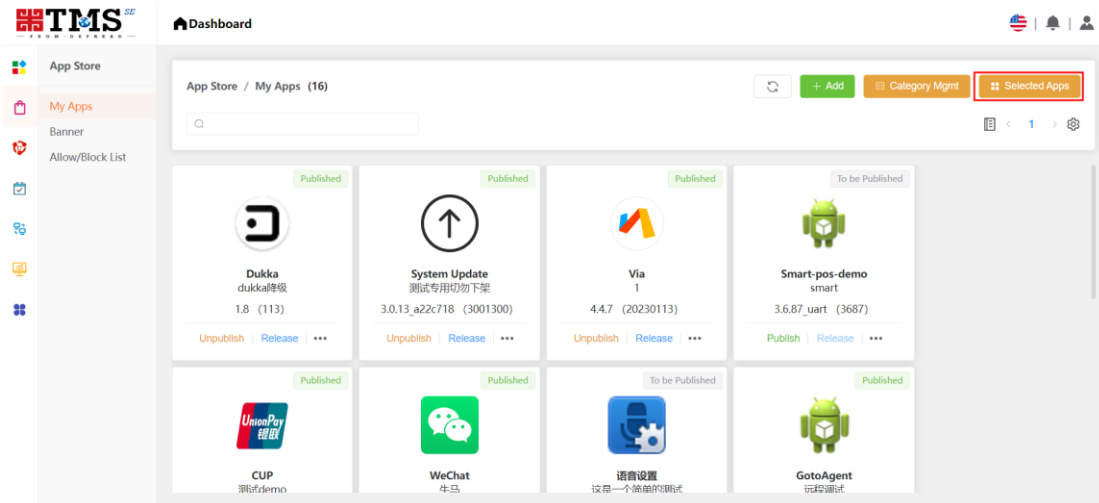 TMS SE
FROM·DEFREAD
Dashboard
App Store
My Apps
Banner
Allow/Block List
App Store / My Apps (16)
+ Add
Category Mgmt
Selected Apps
1
Published
Dukka
dukka降级
1.8 (113)
Unpublish Release •••
Published
System Update
测试专用切勿下架
3.0.13_a22c718 (3001300)
Unpublish Release •••
Published
Via
1
4.4.7 (20230113)
Unpublish Release •••
To be Published
Smart-pos-demo
smart
3.6.87_uart (3687)
Publish Release •••
Published
UnionPay
银联
CUP
测试demo
Published
WeChat
牛马
To be Published
语音设置
这是一个简单的测试
Published
GotoAgent
远程调试